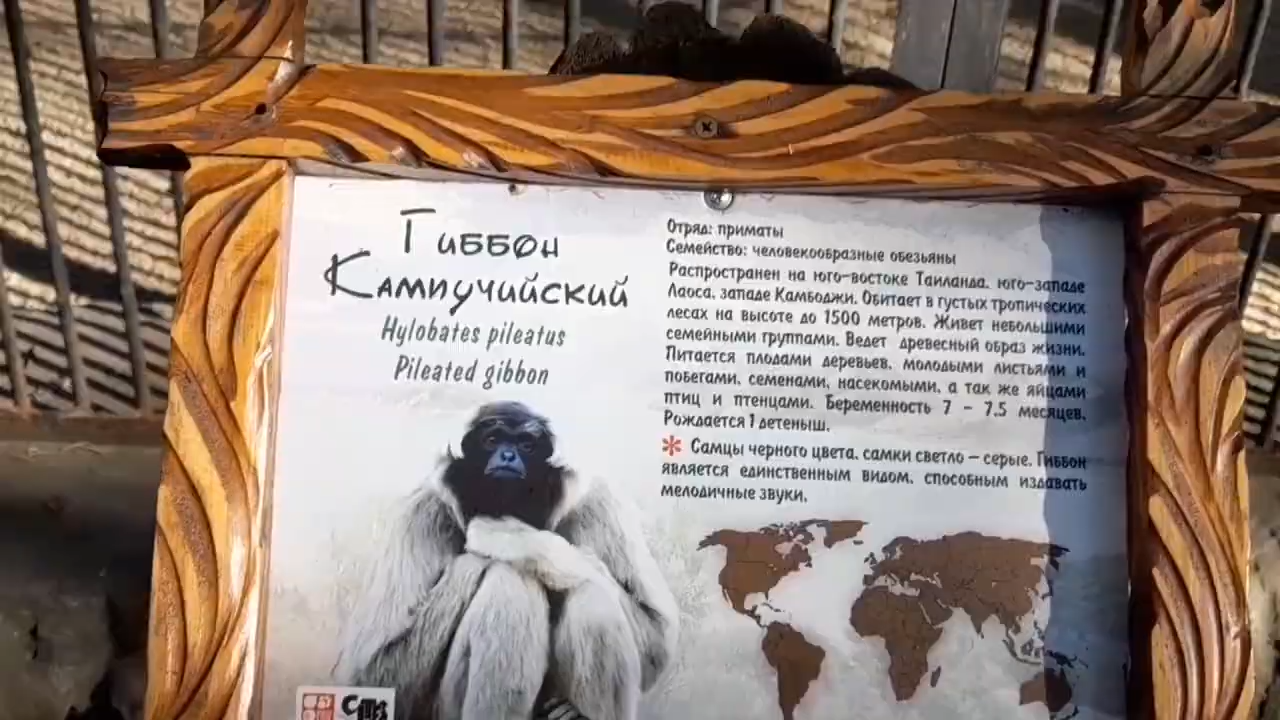 Гиббон
Кампучийский
Hylobates pileatus
Pileated gibbon
Отряд: приматы
Семейство: человекообразные обезьяны
Распространен на юго-востоке Таиланда, юго-западе
Лаоса, западе Камбоджи. Обитает в густых тропических
лесах на высоте до 1500 метров. Живет небольшими
семейными группами. Ведет древесный образ жизни.
Питается плодами деревьев, молодыми листьями и
побегами, семенами, насекомыми, а так же яйцами
птиц и птенцами. Беременность 7 - 7,5 месяцев.
Рождается 1 детеныш.
* Самцы черного цвета, самки светло – серые. Гиббон
является единственным видом, способным издавать
мелодичные звуки.